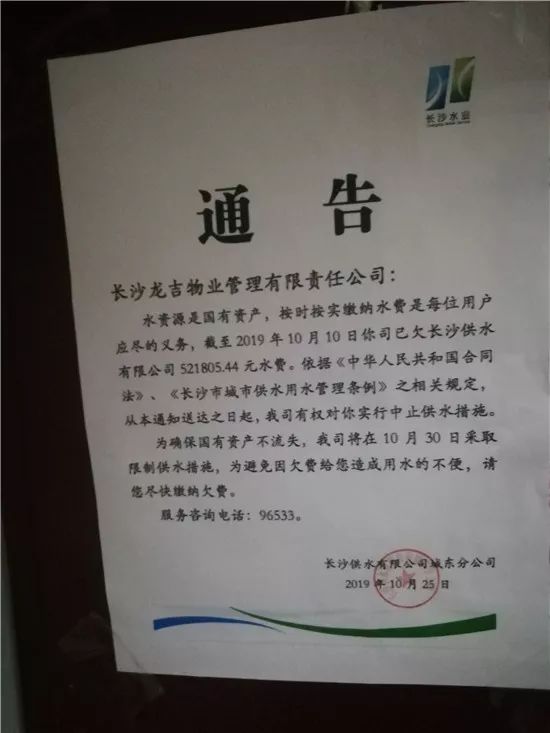 长沙水业
通 告
长沙龙吉物业管理有限责任公司：
水资源是国有资产，按时按实缴纳水费是每位用户
应尽的义务，截至2019年10月10日你司已欠长沙供水
有限公司521805.44元水费。依据《中华人民共和国合同
法》、《长沙市城市供水用水管理条例》之相关规定，
从本通知送达之日起，我司有权对你实行中止供水措施。
为确保国有资产不流失，我司将在10月30日采取
限制供水措施，为避免因欠费给您造成用水的不便，请
您尽快缴纳欠费。
服务咨询电话：96533。
长沙供水有限公司城东分公司
2019年10月25日